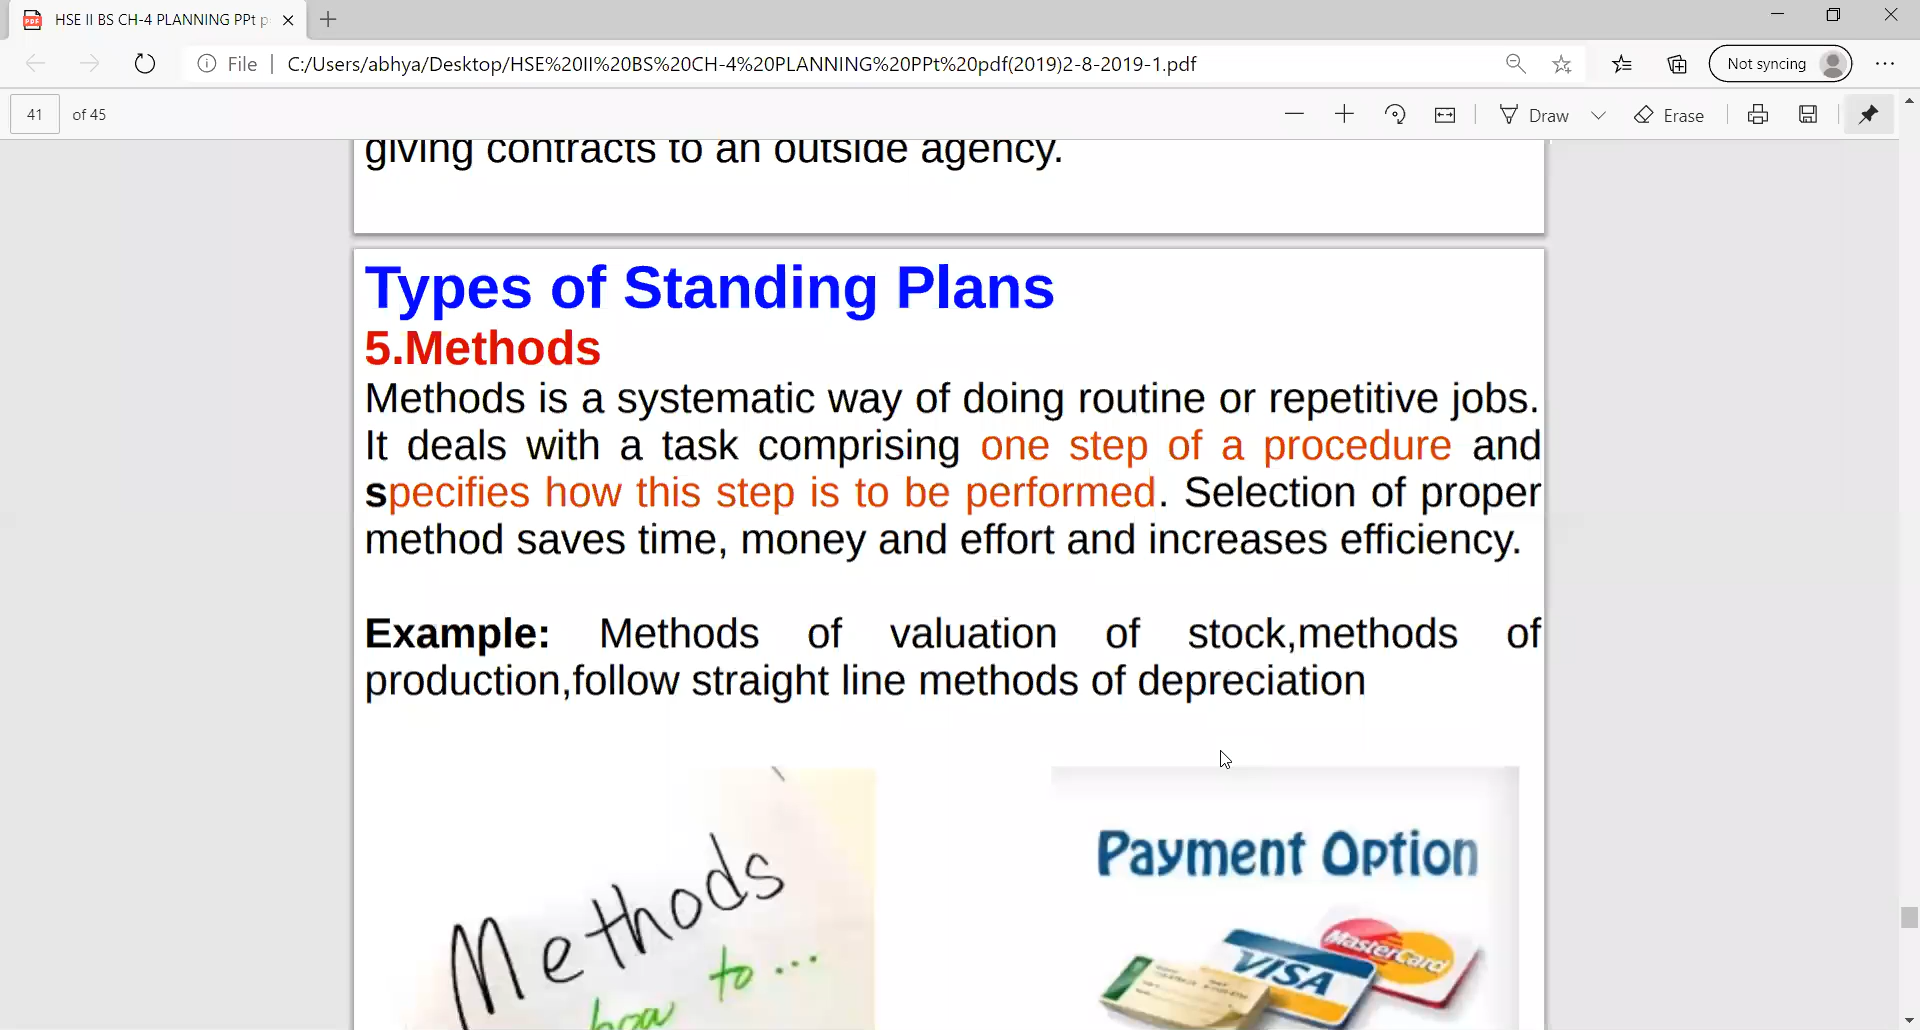 HSE II BS CH-4 PLANNING PPt p
File
C:/Users/abhya/Desktop/HSE%20II%20BS%20CH-4%20PLANNING%20PPt%20pdf(2019)2-8-2019-1.pdf
Not syncing
41 of 45
Draw
Erase
giving contracts to an outside agency.
Types of Standing Plans
5.Methods
Methods is a systematic way of doing routine or repetitive jobs.
It deals with a task comprising one step of a procedure and
specifies how this step is to be performed. Selection of proper
method saves time, money and effort and increases efficiency.
Example: Methods of valuation of stock,methods of
production,follow straight line methods of depreciation
Methods
how to ...
Payment Option
MasterCard
VISA